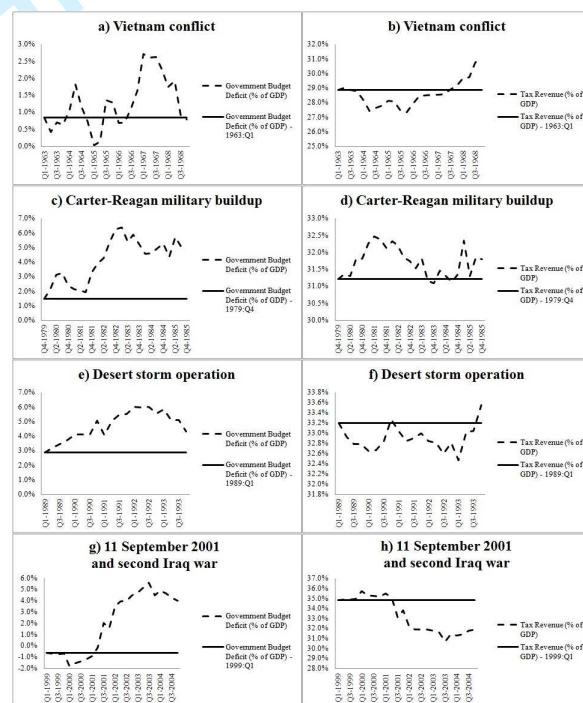 a) Vietnam conflict
3.0%
2.5%
2.0%
1.5%
1.0%
0.5%
0.0%
Q1-1963
Q3-1963
Q1-1964
Q3-1964
Q1-1965
Q3-1965
Q1-1966
Q3-1966
Q1-1967
Q3-1967
Q1-1968
Q3-1968
Government Budget
Deficit (% of GDP)
Government Budget
Deficit (% of GDP) -
1963:Q1
b) Vietnam conflict
32.0%
31.0%
30.0%
29.0%
28.0%
27.0%
26.0%
25.0%
Q1-1963
Q3-1963
Q1-1964
Q3-1964
Q1-1965
Q3-1965
Q1-1966
Q3-1966
Q1-1967
Q3-1967
Q1-1968
Q3-1968
Tax Revenue (% of
GDP)
Tax Revenue (% of
GDP) - 1963:Q1
c) Carter-Reagan military buildup
7.0%
6.0%
5.0%
4.0%
3.0%
2.0%
1.0%
0.0%
Q4-1979
Q2-1980
Q4-1980
Q2-1981
Q4-1981
Q2-1982
Q4-1982
Q2-1983
Q4-1983
Q2-1984
Q4-1984
Q2-1985
Q4-1985
Government Budget
Deficit (% of GDP)
Government Budget
Deficit (% of GDP) -
1979:Q4
d) Carter-Reagan military buildup
33.0%
32.5%
32.0%
31.5%
31.0%
30.5%
30.0%
Q4-1979
Q2-1980
Q4-1980
Q2-1981
Q4-1981
Q2-1982
Q4-1982
Q2-1983
Q4-1983
Q2-1984
Q4-1984
Q2-1985
Q4-1985
Tax Revenue (% of
GDP)
Tax Revenue (% of
GDP) - 1979:Q4
e) Desert storm operation
7.0%
6.0%
5.0%
4.0%
3.0%
2.0%
1.0%
0.0%
Q1-1989
Q3-1989
Q1-1990
Q3-1990
Q1-1991
Q3-1991
Q1-1992
Q3-1992
Q1-1993
Q3-1993
Government Budget
Deficit (% of GDP)
Government Budget
Deficit (% of GDP) -
1989:Q1
f) Desert storm operation
33.8%
33.6%
33.4%
33.2%
33.0%
32.8%
32.6%
32.4%
32.2%
32.0%
31.8%
Q1-1989
Q3-1989
Q1-1990
Q3-1990
Q1-1991
Q3-1991
Q1-1992
Q3-1992
Q1-1993
Q3-1993
Tax Revenue (% of
GDP)
Tax Revenue (% of
GDP) - 1989:Q1
g) 11 September 2001
and second Iraq war
6.0%
5.0%
4.0%
3.0%
2.0%
1.0%
0.0%
-1.0%
-2.0%
Q1-1999
Q3-1999
Q1-2000
Q3-2000
Q1-2001
Q3-2001
Q1-2002
Q3-2002
Q1-2003
Q3-2003
Q1-2004
Q3-2004
Government Budget
Deficit (% of GDP)
Government Budget
Deficit (% of GDP) -
1999:Q1
h) 11 September 2001
and second Iraq war
37.0%
36.0%
35.0%
34.0%
33.0%
32.0%
31.0%
30.0%
29.0%
28.0%
Q1-1999
Q3-1999
Q1-2000
Q3-2000
Q1-2001
Q3-2001
Q1-2002
Q3-2002
Q1-2003
Q3-2003
Q1-2004
Q3-2004
Tax Revenue (% of
GDP)
Tax Revenue (% of
GDP) - 1999:Q1